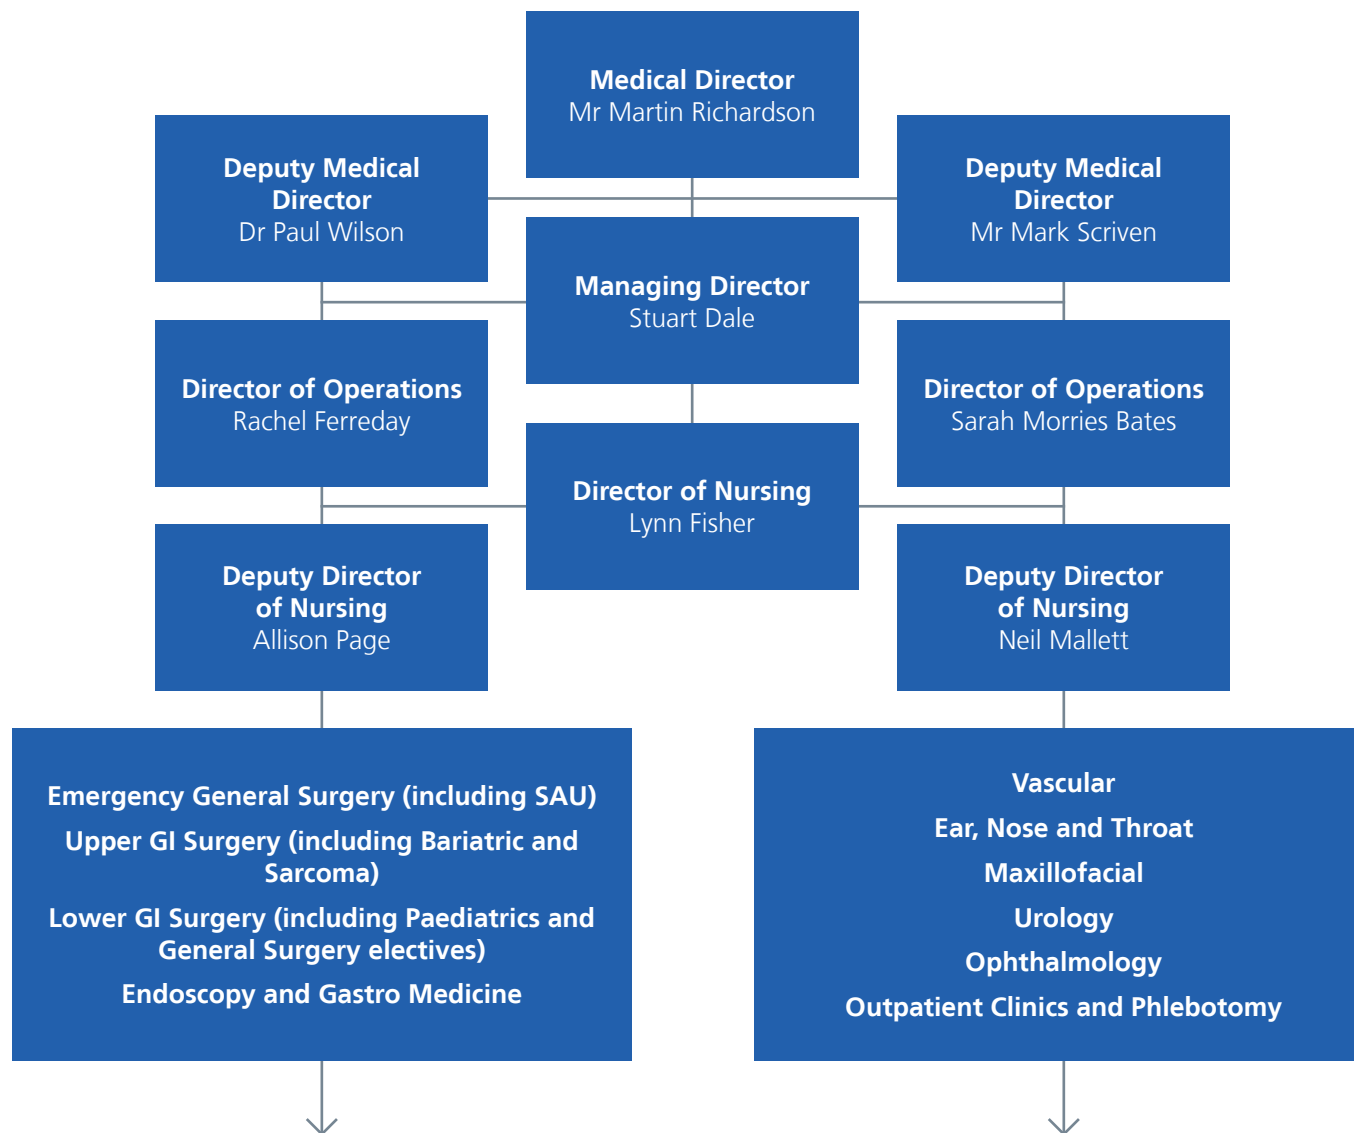 Medical Director
Mr Martin Richardson
Deputy Medical
Director
Dr Paul Wilson
Deputy Medical
Director
Mr Mark Scriven
Managing Director
Stuart Dale
Director of Operations
Rachel Ferreday
Director of Operations
Sarah Morries Bates
Director of Nursing
Lynn Fisher
Deputy Director
of Nursing
Allison Page
Deputy Director
of Nursing
Neil Mallett
Emergency General Surgery (including SAU)
Upper GI Surgery (including Bariatric and
Sarcoma)
Lower GI Surgery (including Paediatrics and
General Surgery electives)
Endoscopy and Gastro Medicine
Vascular
Ear, Nose and Throat
Maxillofacial
Urology
Ophthalmology
Outpatient Clinics and Phlebotomy